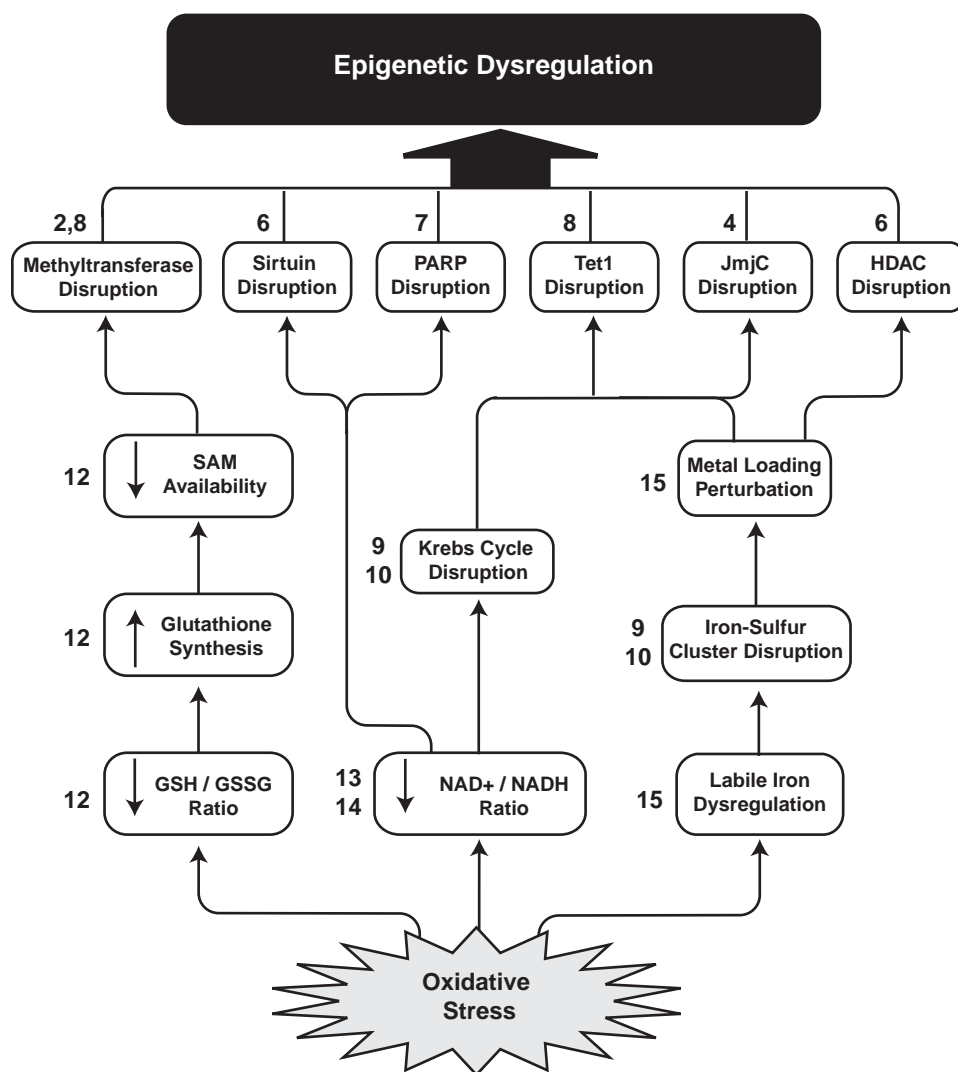 Epigenetic Dysregulation
2,8
6
7
8
4
6
Methyltransferase
Disruption
Sirtuin
Disruption
PARP
Disruption
Tet1
Disruption
JmjC
Disruption
HDAC
Disruption
12
SAM
Availability
15
Metal Loading
Perturbation
9
10
Krebs Cycle
Disruption
12
Glutathione
Synthesis
9
10
Iron-Sulfur
Cluster Disruption
12
GSH / GSSG
Ratio
13
14
NAD+ / NADH
Ratio
15
Labile Iron
Dysregulation
Oxidative
Stress